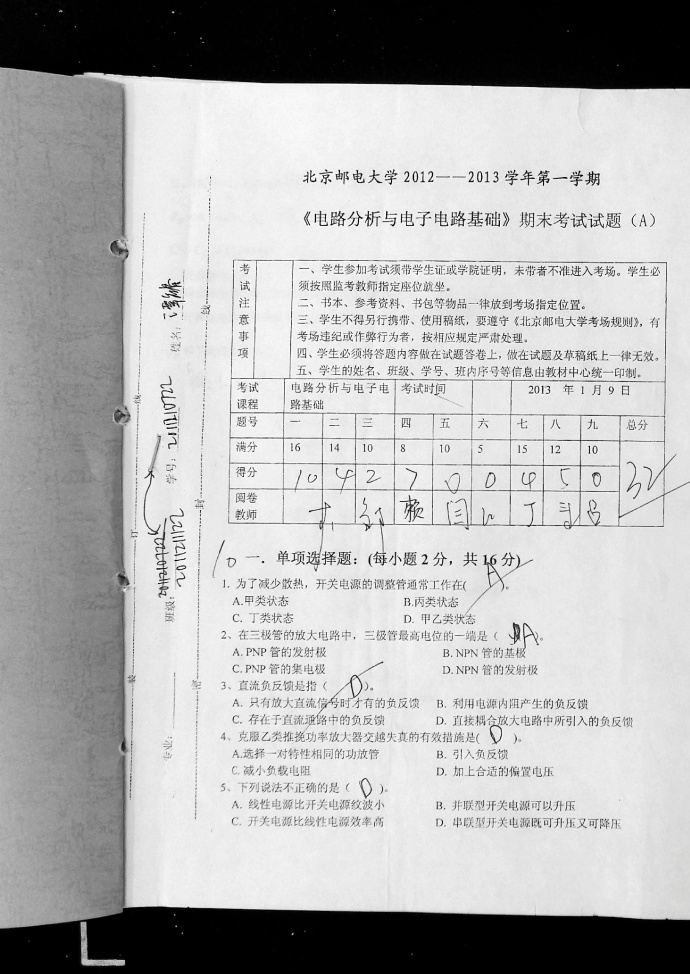 北京邮电大学2012——2013学年第一学期
《电路分析与电子电路基础》期末考试试题（A）
考试注意事项
一、学生参加考试须带学生证或学院证明，未带者不准进入考场。学生必
须按照监考教师指定座位就坐。
二、书本、参考资料、书包等物品一律放到考场指定位置。
三、学生不得另行携带、使用稿纸，要遵守《北京邮电大学考场规则》，有
考场违纪或作弊行为者，按相应规定严肃处理。
四、学生必须将答题内容做在试题答卷上，做在试题及草稿纸上一律无效。
五、学生的姓名、班级、学号、班内序号等信息由教材中心统一印制。
考试课程 电路分析与电子电路基础 考试时间 2013 年 1 月 9 日
题号 一 二 三 四 五 六 七 八 九 总分
满分 16 14 10 8 10 5 15 12 10
得分 10 4 2 7 0 0 4 5 0 32
阅卷教师
10 一．单项选择题：(每小题2分，共16分)
1. 为了减少散热，开关电源的调整管通常工作在( A )。
A.甲类状态 B.丙类状态
C. 丁类状态 D. 甲乙类状态
2、在三极管的放大电路中，三极管最高电位的一端是（ A ）。
A. PNP 管的发射极 B. NPN 管的基极
C. PNP 管的集电极 D. NPN 管的发射极
3、直流负反馈是指（ D ）。
A. 只有放大直流信号时才有的负反馈 B. 利用电源内阻产生的负反馈
C. 存在于直流通路中的负反馈 D. 直接耦合放大电路中所引入的负反馈
4、克服乙类推挽功率放大器交越失真的有效措施是( D )。
A.选择一对特性相同的功放管 B. 引入负反馈
C.减小负载电阻 D. 加上合适的偏置电压
5、下列说法不正确的是（ D ）。
A. 线性电源比开关电源纹波小 B. 并联型开关电源可以升压
C. 开关电源比线性电源效率高 D. 串联型开关电源既可升压又可降压
姓名：
学号：
班级：
专业：
线
封
密
订
装